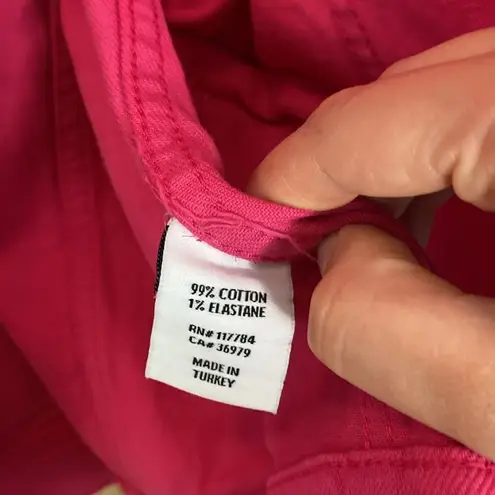 99% COTTON
1% ELASTANE
RN# 117784
CA# 36979
MADE IN
TURKEY